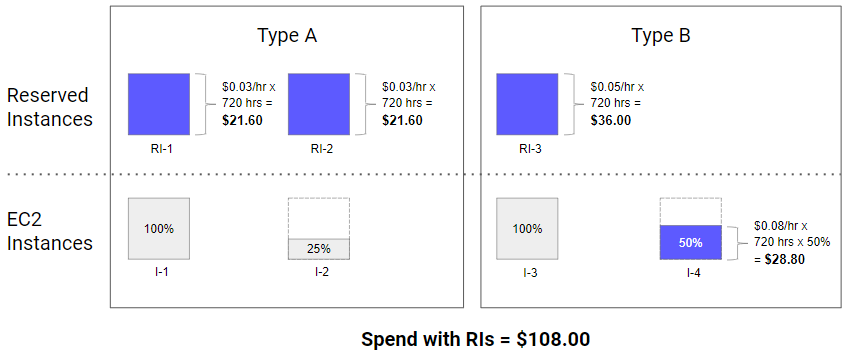 Type A
Type B
Reserved
Instances
$0.03/hr x
720 hrs =
$21.60
RI-1
$0.03/hr x
720 hrs =
$21.60
RI-2
$0.05/hr x
720 hrs =
$36.00
RI-3
EC2
Instances
100%
I-1
25%
I-2
100%
I-3
50%
I-4
$0.08/hr x
720 hrs x 50%
= $28.80
Spend with RIs = $108.00